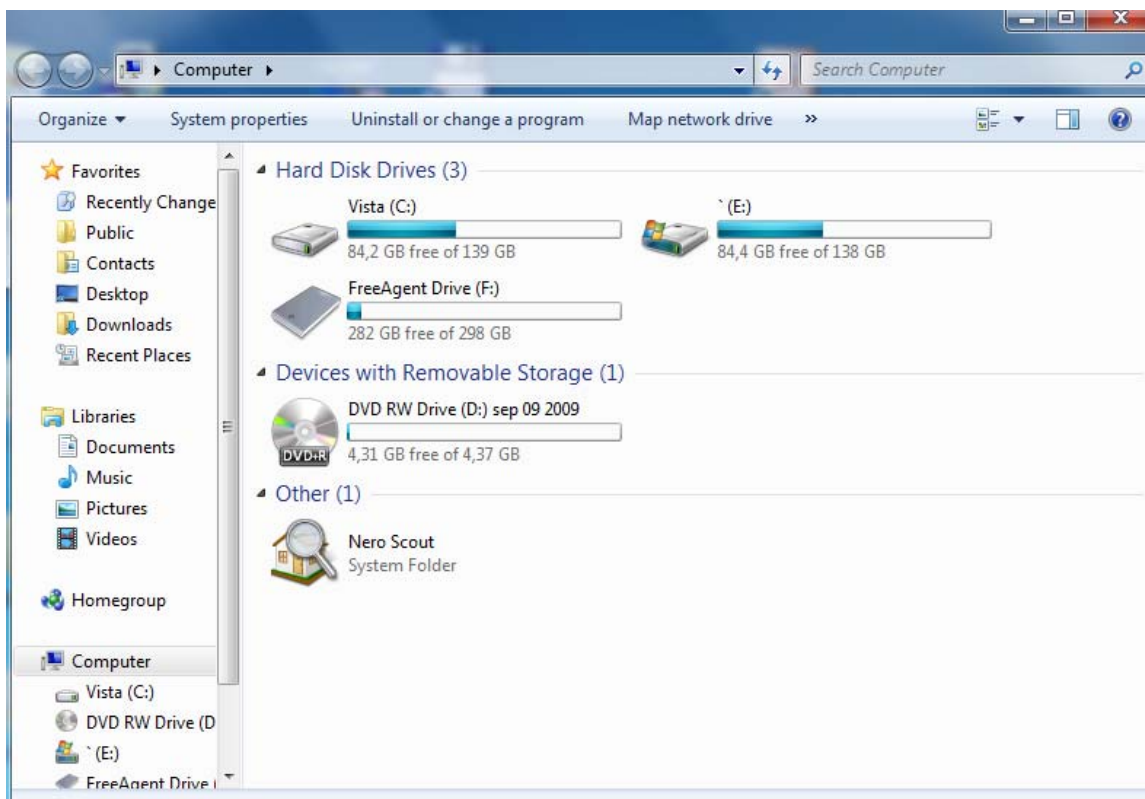 Computer
Search Computer
Organize System properties Uninstall or change a program Map network drive »
Favorites
Recently Change
Public
Contacts
Desktop
Downloads
Recent Places
Libraries
Documents
Music
Pictures
Videos
Homegroup
Computer
Vista (C:)
DVD RW Drive (D
` (E:)
FreeAgent Drive (
Hard Disk Drives (3)
Vista (C:)
84,2 GB free of 139 GB
` (E:)
84,4 GB free of 138 GB
FreeAgent Drive (F:)
282 GB free of 298 GB
Devices with Removable Storage (1)
DVD RW Drive (D:) sep 09 2009
DVD+R
4,31 GB free of 4,37 GB
Other (1)
Nero Scout
System Folder